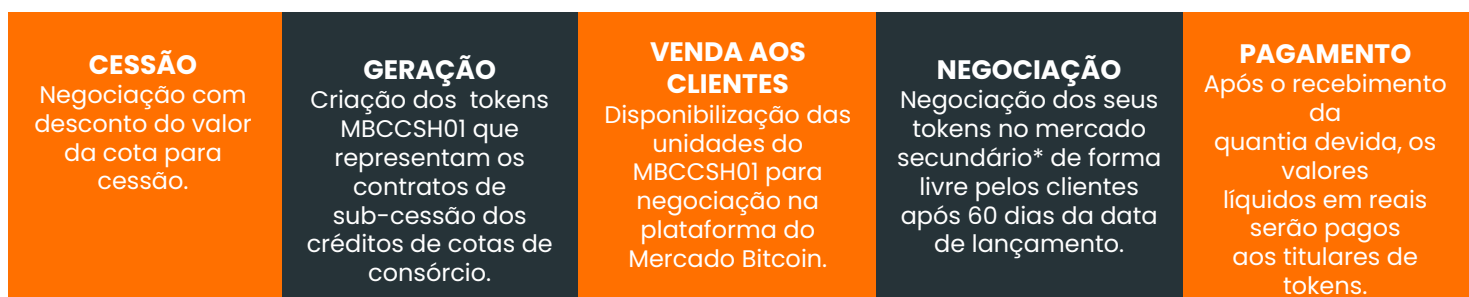 CESSÃO
Negociação com
desconto do valor
da cota para
cessão.
GERAÇÃO
Criação dos tokens
MBCCSH01 que
representam os
contratos de
sub-cessão dos
créditos de cotas de
consórcio.
VENDA AOS
CLIENTES
Disponibilização das
unidades do
MBCCSH01 para
negociação na
plataforma do
Mercado Bitcoin.
NEGOCIAÇÃO
Negociação dos seus
tokens no mercado
secundário* de forma
livre pelos clientes
após 60 dias da data
de lançamento.
PAGAMENTO
Após o recebimento
da
quantia devida, os
valores
líquidos em reais
serão pagos
aos titulares de
tokens.